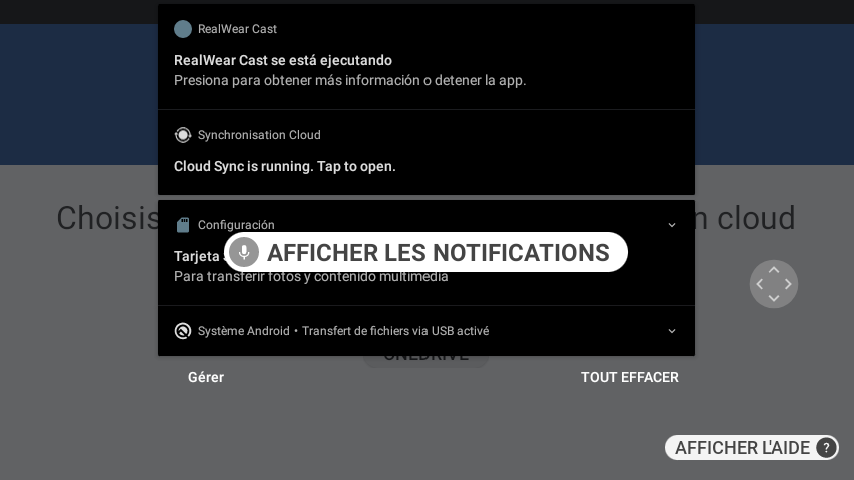 RealWear Cast
RealWear Cast se está ejecutando
Presiona para obtener más información o detener la app.
Synchronisation Cloud
Cloud Sync is running. Tap to open.
Choisis
n cloud
Configuración
AFFICHER LES NOTIFICATIONS
Tarjeta
Para transferir fotos y contenido multimedia
Système Android • Transfert de fichiers via USB activé
ONEDRIVE
Gérer
TOUT EFFACER
AFFICHER L'AIDE ?